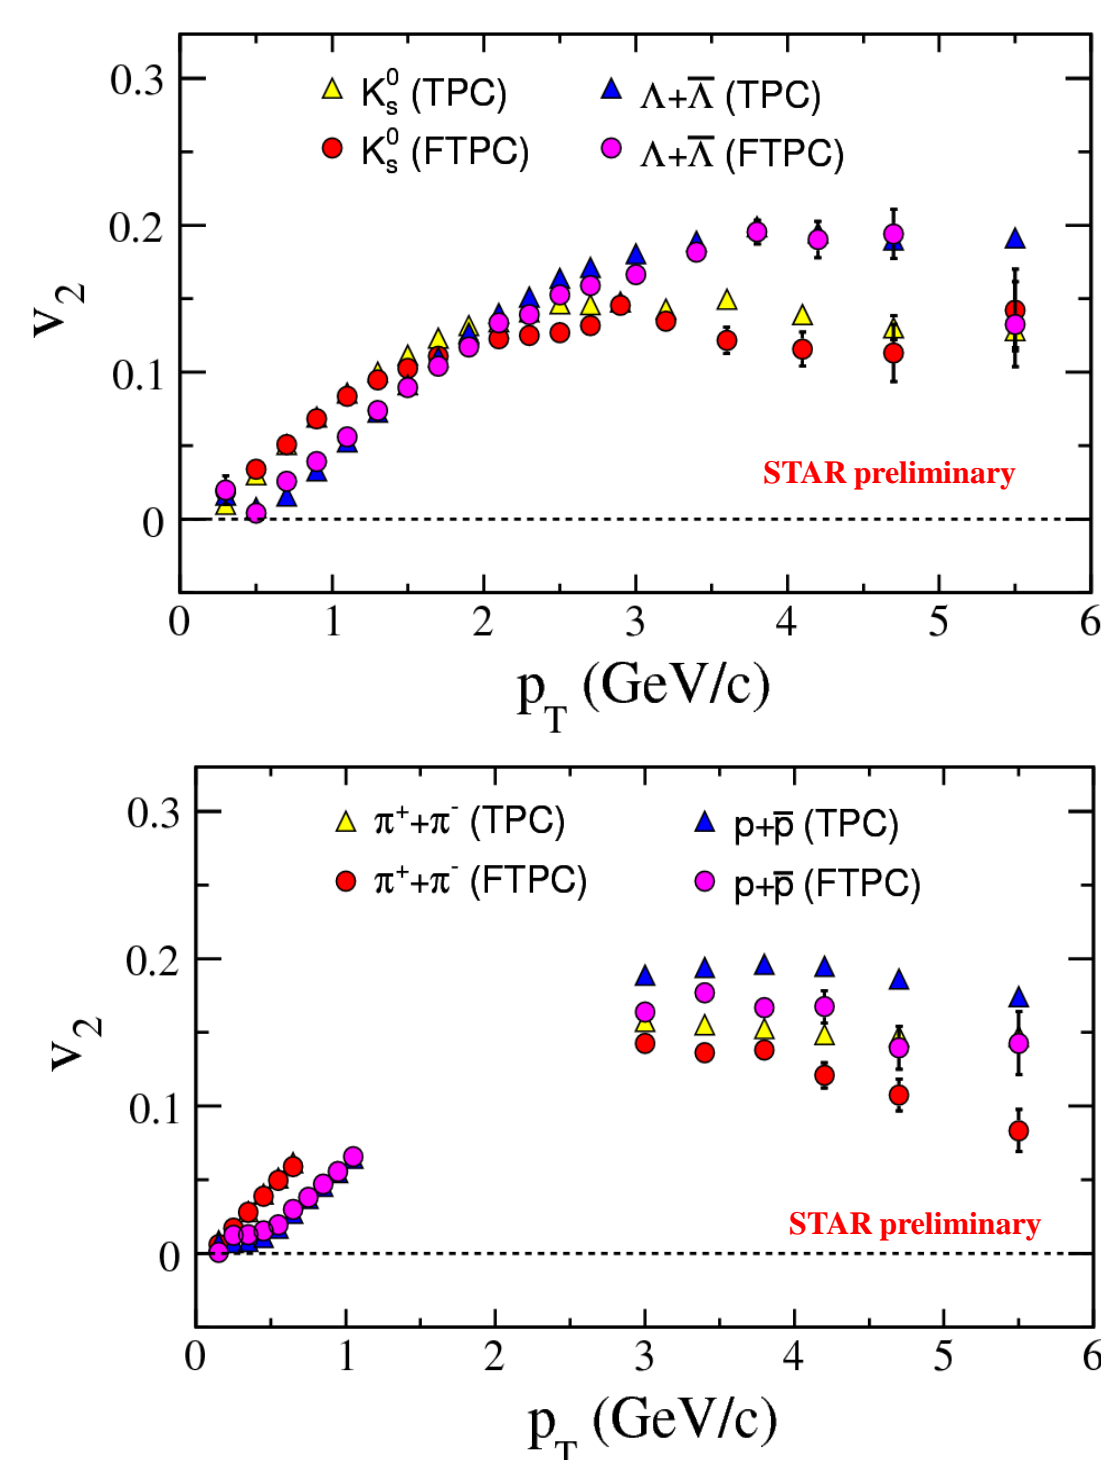 0.3
K⁰ₛ (TPC)
Λ+Λ̅ (TPC)
K⁰ₛ (FTPC)
Λ+Λ̅ (FTPC)
0.2
v₂
0.1
STAR preliminary
0
0 1 2 3 4 5 6
p_T (GeV/c)
0.3
π⁺+π⁻ (TPC)
p+p̅ (TPC)
π⁺+π⁻ (FTPC)
p+p̅ (FTPC)
0.2
v₂
0.1
STAR preliminary
0
0 1 2 3 4 5 6
p_T (GeV/c)